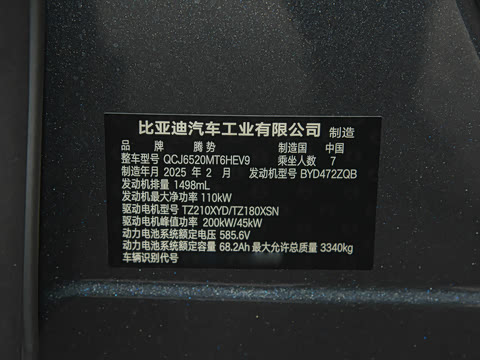 比亚迪汽车工业有限公司 制造
品牌 腾势 制造国 中国
整车型号 QCJ6520MT6HEV9 乘坐人数 7
制造年月 2025 年 2 月 发动机型号 BYD472ZQB
发动机排量 1498mL
发动机最大净功率 110kW
驱动电机型号 TZ210XYD/TZ180XSN
驱动电机峰值功率 200kW/45kW
动力电池系统额定电压 585.6V
动力电池系统额定容量 68.2Ah 最大允许总质量 3340kg
车辆识别代号